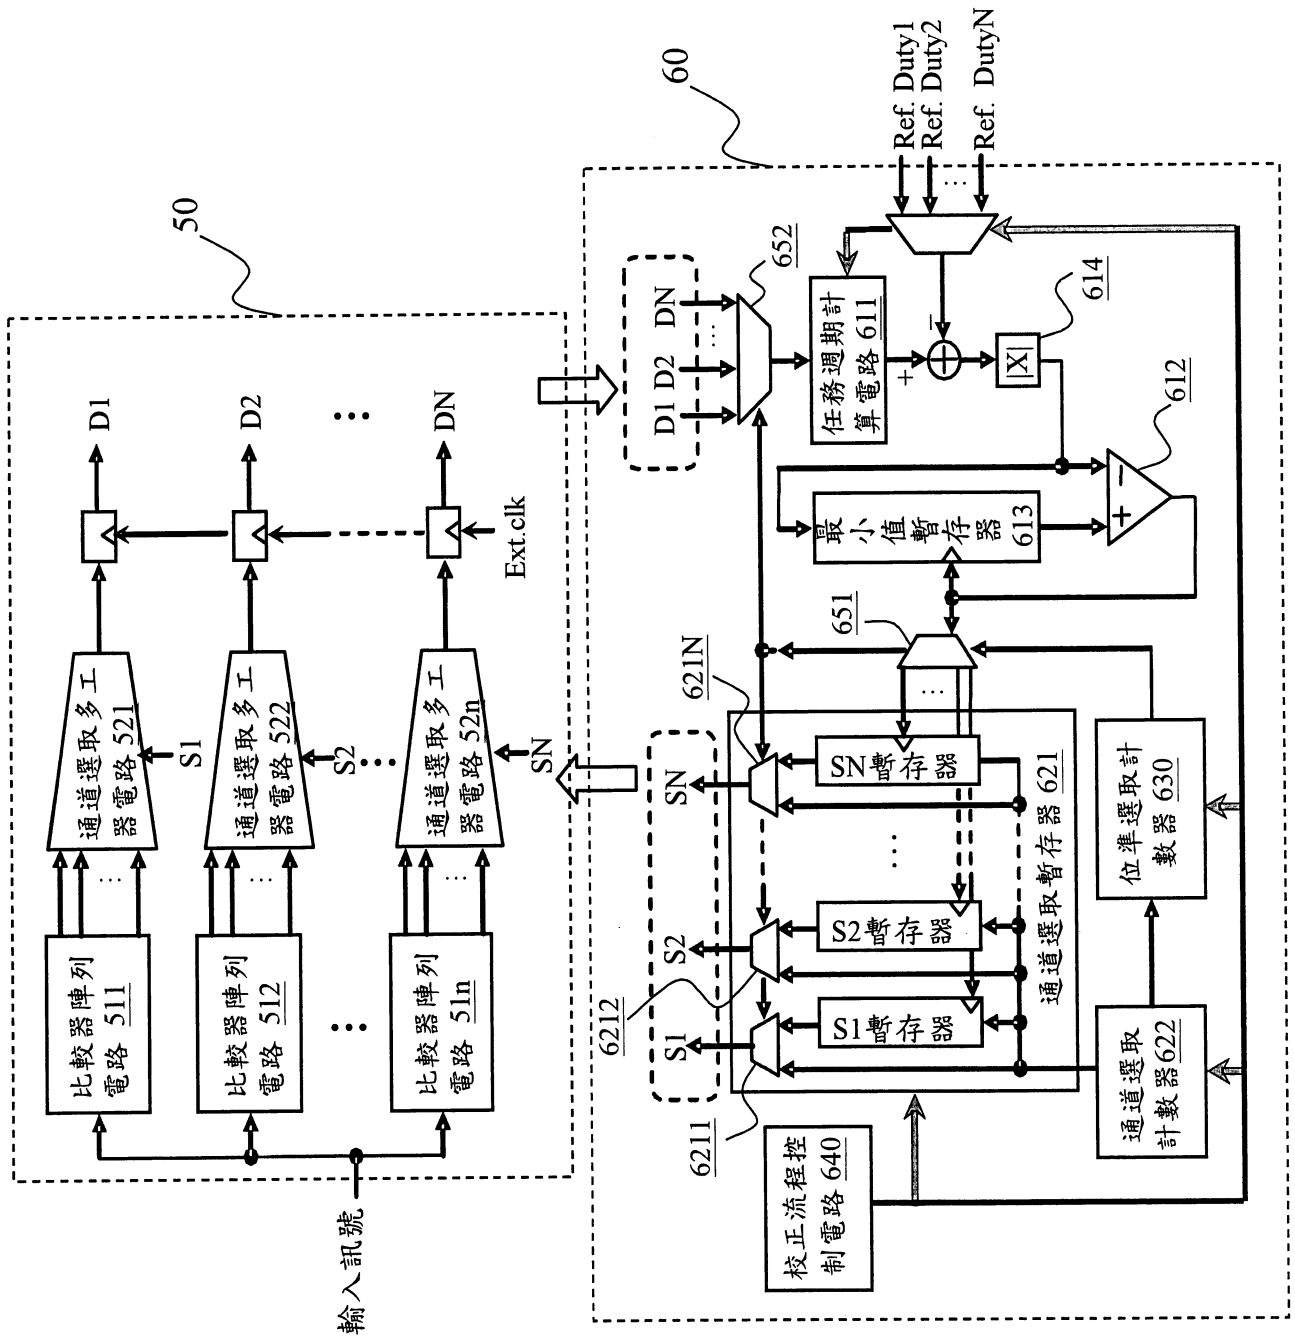 50
輸入訊號
比較器陣列
電路 511
比較器陣列
電路 512
比較器陣列
電路 51n
...
...
...
...
通道選取多工
器電路 521
通道選取多工
器電路 522
通道選取多工
器電路 52n
S1
S2...
SN
Ext.clk
D1
D2
...
DN
60
S1
S2
SN
D1
D2
...
DN
6211
6212
621N
652
651
S1暫存器
S2暫存器
...
SN暫存器
...
通道選取暫存器 621
校正流程控
制電路 640
通道選取
計數器622
位準選取計
數器 630
最小值暫存
器 613
任務週期計
算電路 611
+
−
|X|
614
+
−
612
Ref. Duty1
Ref. Duty2
...
Ref. DutyN